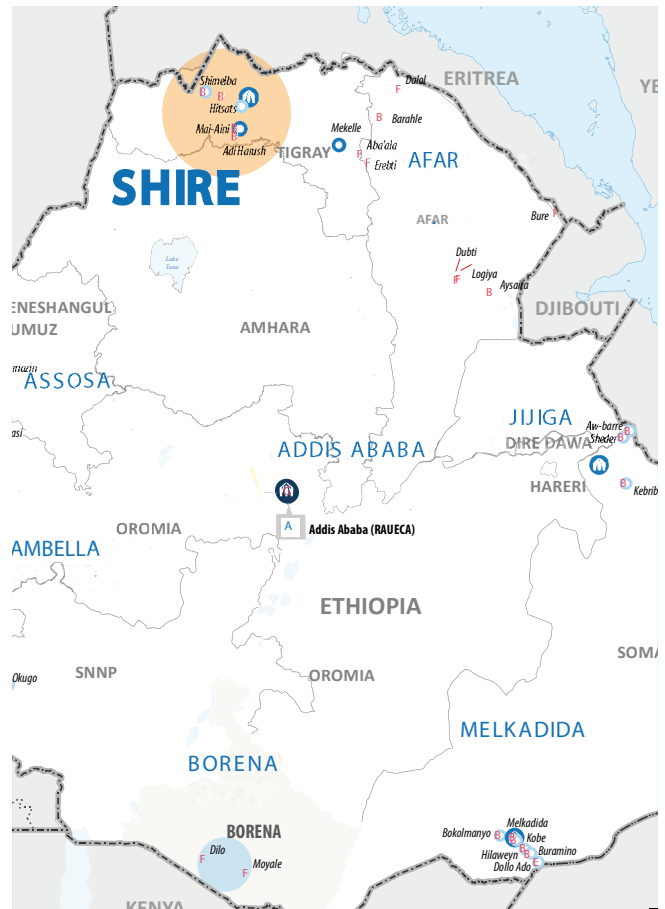 Dalol
ERITREA
YE
Shimelba
B
B
F
Hitsats
Barahle
B
Mai-Aini
B
B
Adi Harush
Mekelle
TIGRAY
Aba'ala
F
Erebti
F
AFAR
SHIRE
Bure
F
AFAR
Dubti
Lake
Tana
F
F
Logiya
Aysaita
B
ENESHANGUL
UMUZ
DJIBOUTI
AMHARA
ASSOSA
JIJIGA
Aw-barre
B
asi
DIRE DAWA
Sheder
B
ADDIS ABABA
HARERI
B
Kebrib
A
Addis Ababa (RAUECA)
OROMIA
AMBELLA
ETHIOPIA
SOMA
Okugo
SNNP
OROMIA
MELKADIDA
BORENA
Melkadida
BORENA
Bokolmanyo
B
B
Kobe
Dilo
F
B
B
Buramino
Hilaweyn
Moyale
F
Dollo Ado
E
KENYA